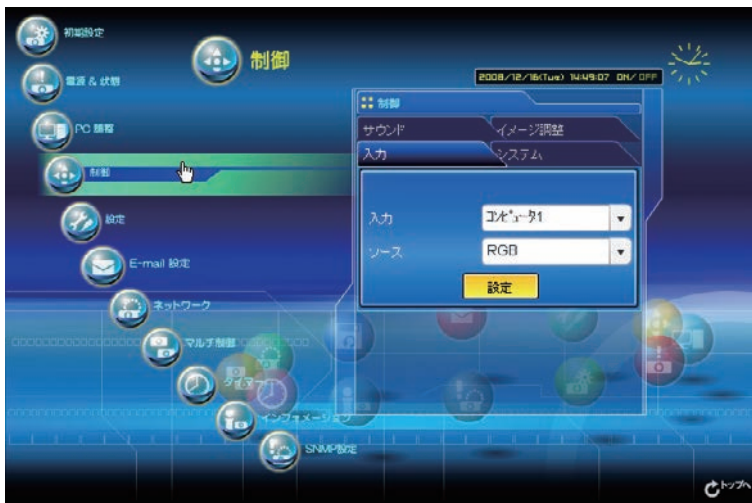 初期設定
電源 & 状態
PC 調整
制御
設定
E-mail 設定
ネットワーク
マルチ制御
タイマー
インフォメーション
SNMP設定
制御
2008/12/16(Tue) 14:49:07 ON/OFF
制御
サウンド
イメージ調整
入力
システム
入力
コンピュータ1
ソース
RGB
設定
トップへ